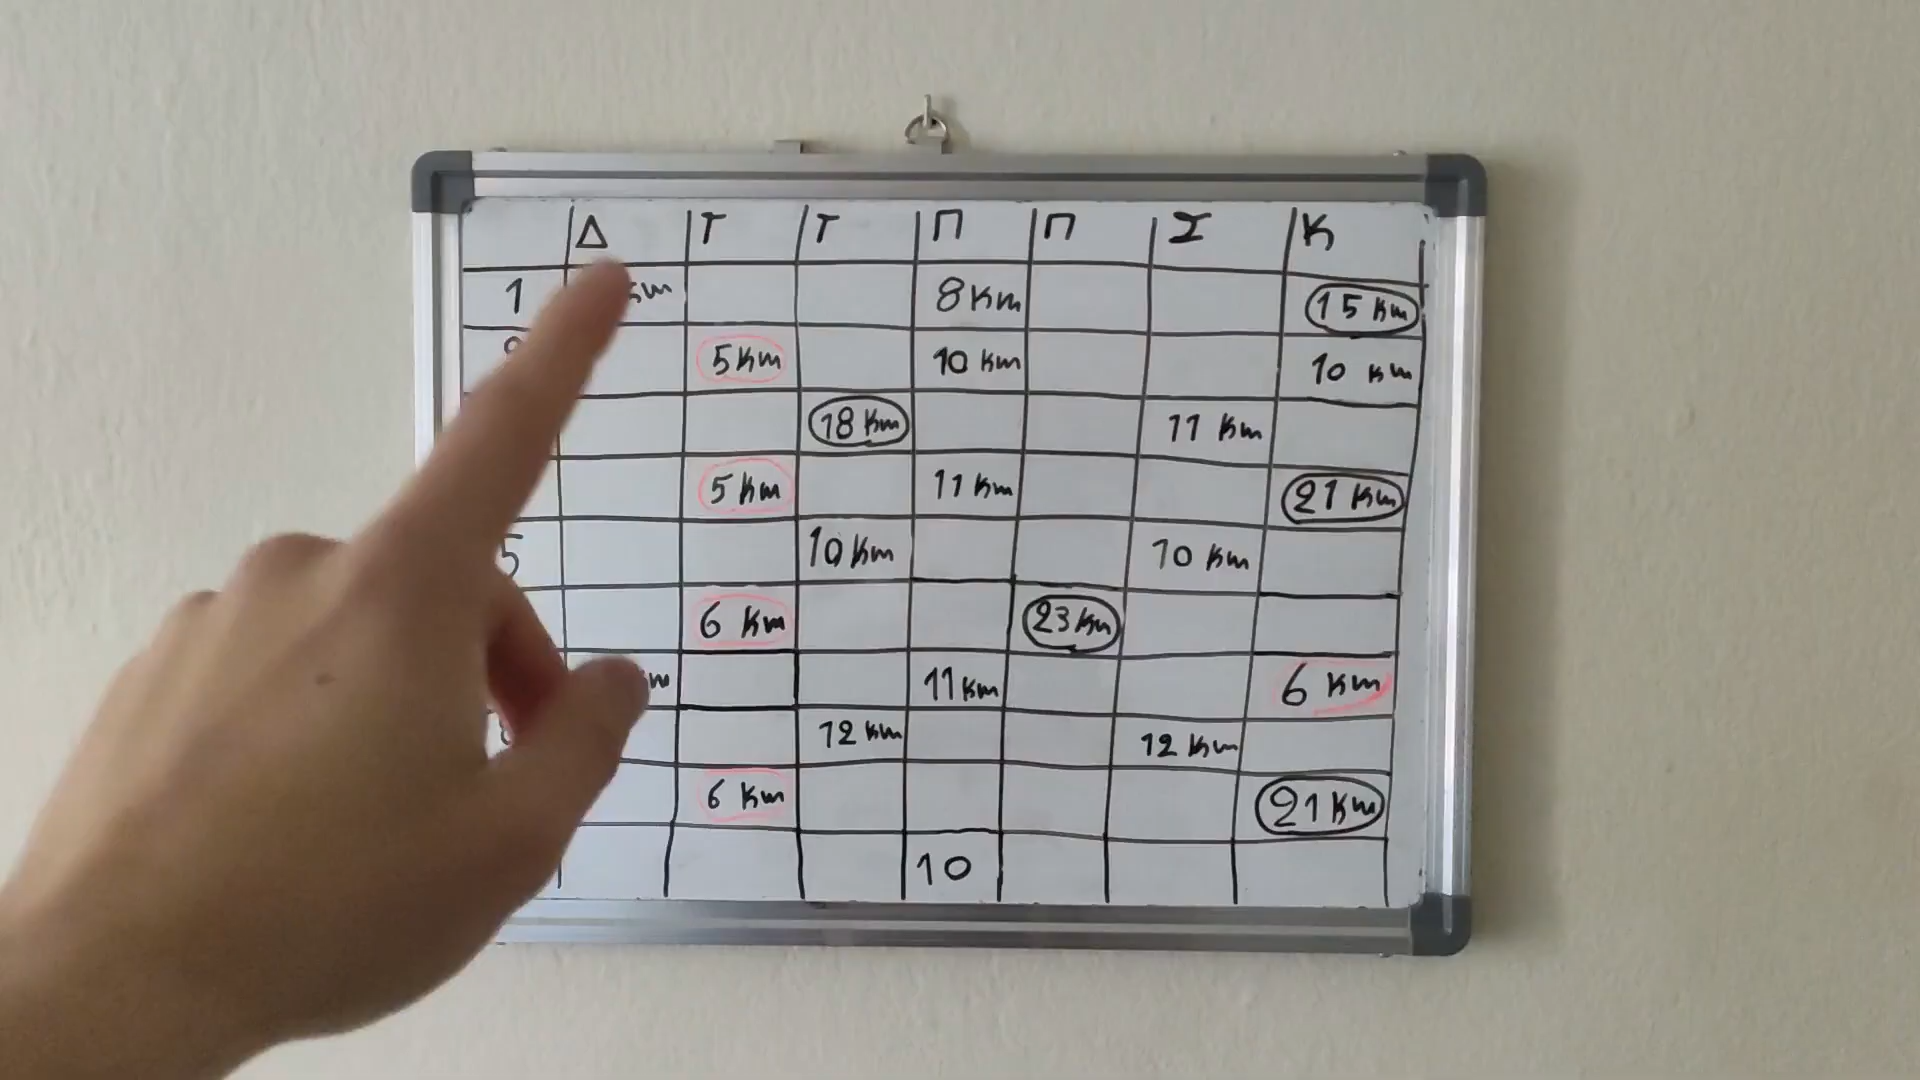 Δ Τ Τ Π Π Σ Κ
1 8 Km 15 Km
5 Km 10 Km 10 Km
18 Km 11 Km
5 Km 11 Km 21 Km
5 10 Km 10 Km
6 Km 23 Km
11 Km 6 Km
12 Km 12 Km
6 Km 21 Km
10